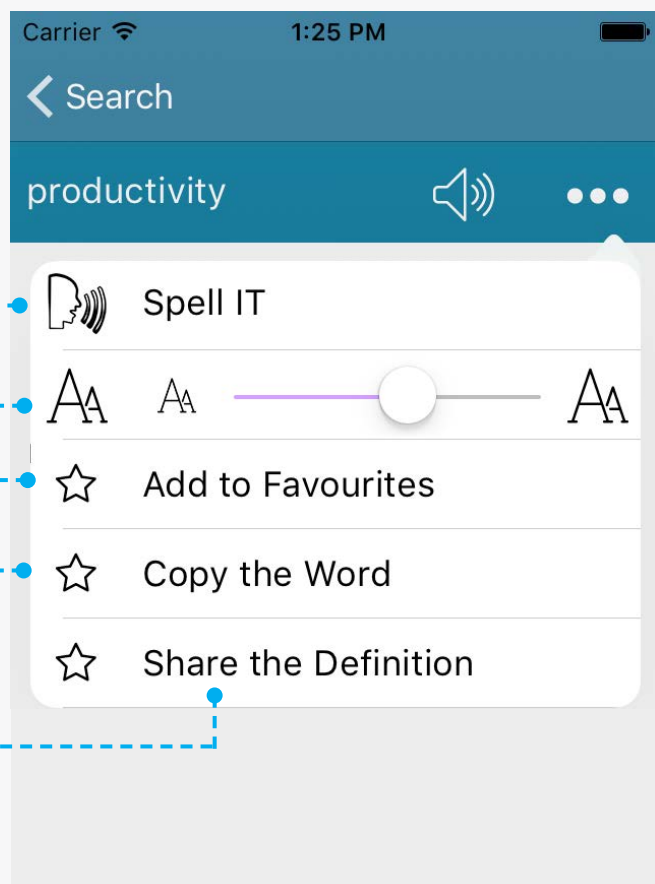 Carrier 1:25 PM
Search
productivity
Spell IT
AA AA AA
Add to Favourites
Copy the Word
Share the Definition